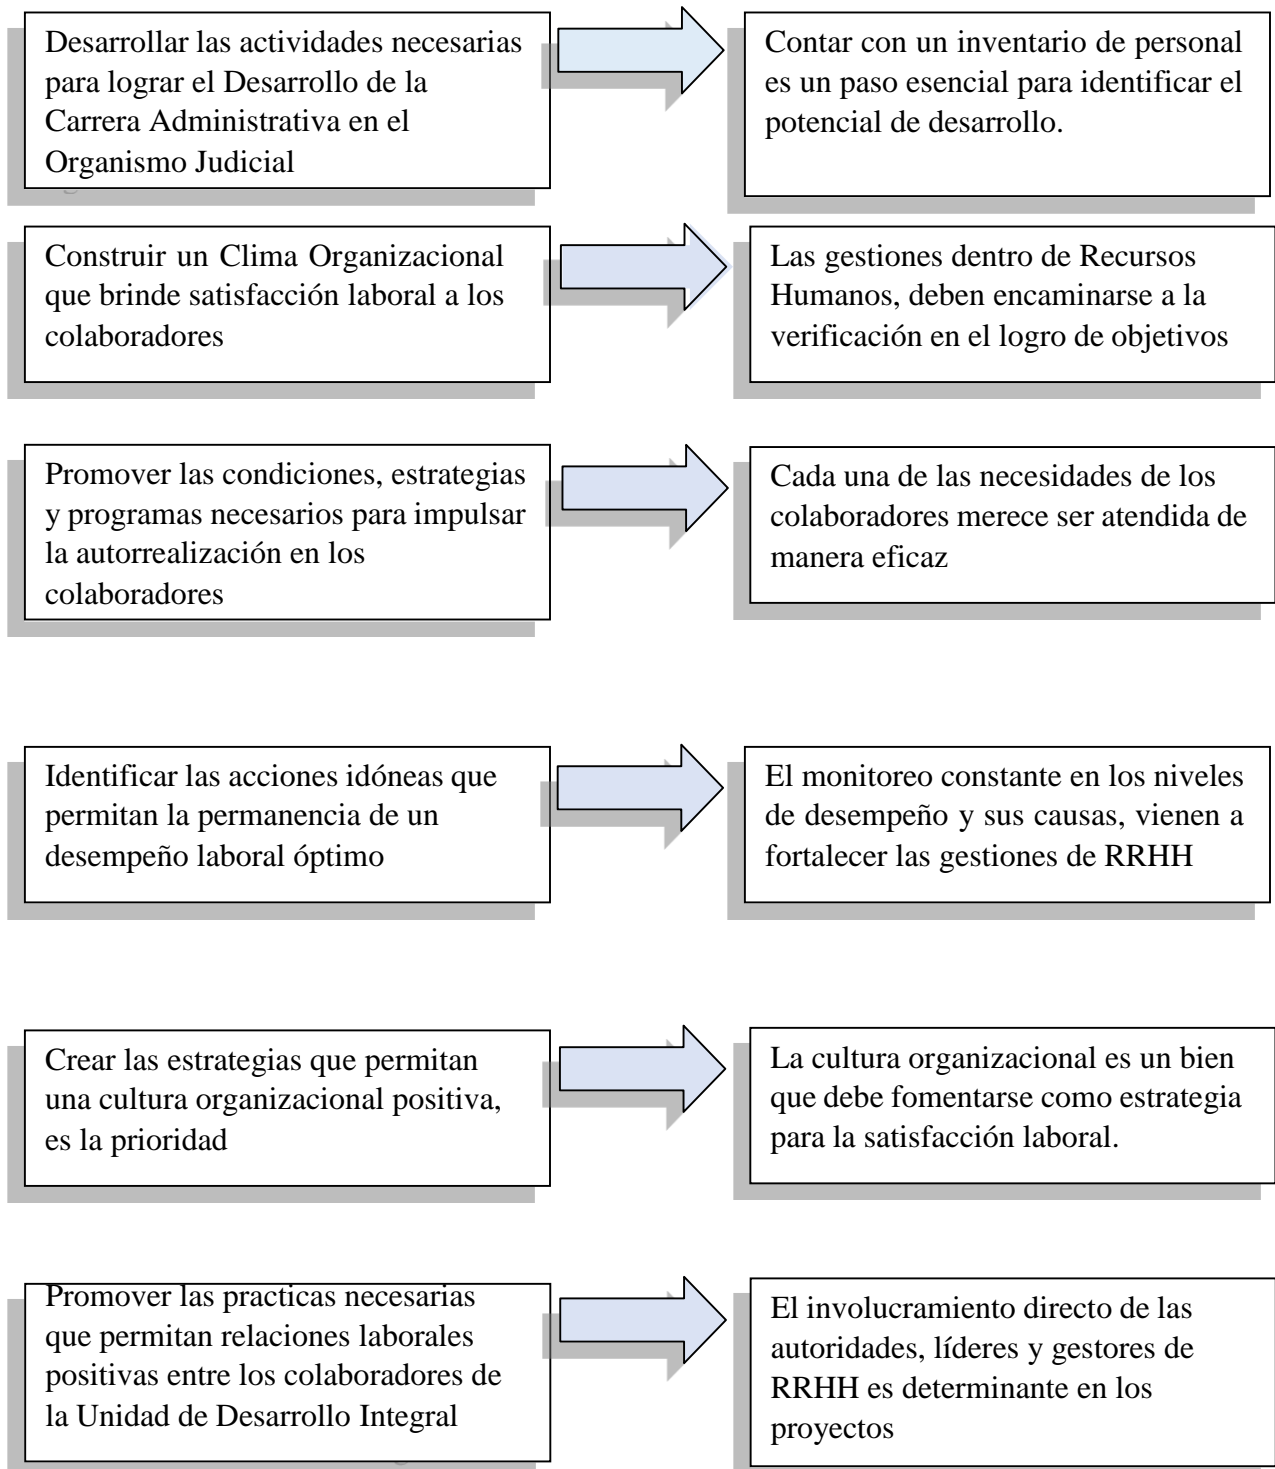 Desarrollar las actividades necesarias
para lograr el Desarrollo de la
Carrera Administrativa en el
Organismo Judicial
Contar con un inventario de personal
es un paso esencial para identificar el
potencial de desarrollo.
Construir un Clima Organizacional
que brinde satisfacción laboral a los
colaboradores
Las gestiones dentro de Recursos
Humanos, deben encaminarse a la
verificación en el logro de objetivos
Promover las condiciones, estrategias
y programas necesarios para impulsar
la autorrealización en los
colaboradores
Cada una de las necesidades de los
colaboradores merece ser atendida de
manera eficaz
Identificar las acciones idóneas que
permitan la permanencia de un
desempeño laboral óptimo
El monitoreo constante en los niveles
de desempeño y sus causas, vienen a
fortalecer las gestiones de RRHH
Crear las estrategias que permitan
una cultura organizacional positiva,
es la prioridad
La cultura organizacional es un bien
que debe fomentarse como estrategia
para la satisfacción laboral.
Promover las practicas necesarias
que permitan relaciones laborales
positivas entre los colaboradores de
la Unidad de Desarrollo Integral
El involucramiento directo de las
autoridades, líderes y gestores de
RRHH es determinante en los
proyectos